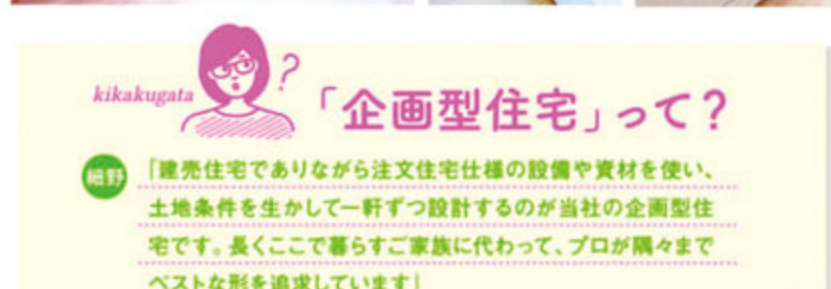 kikakugata
?
「企画型住宅」って？
細野
「建売住宅でありながら注文住宅仕様の設備や資材を使い、
土地条件を生かして一軒ずつ設計するのが当社の企画型住
宅です。長くここで暮らすご家族に代わって、プロが隅々まで
ベストな形を追求しています」